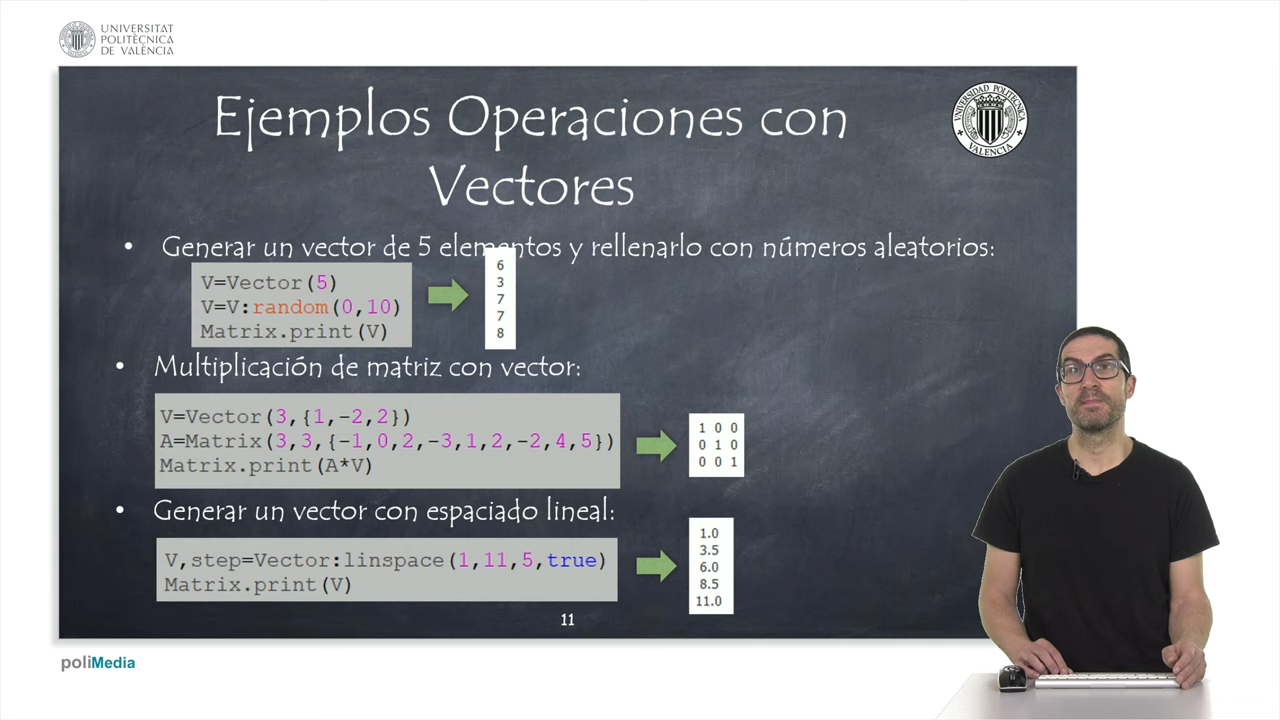 UNIVERSITAT
POLITÈCNICA
DE VALÈNCIA
Ejemplos Operaciones con
Vectores
UNIVERSIDAD POLITECNICA
VALENCIA
• Generar un vector de 5 elementos y rellenarlo con números aleatorios:
V=Vector(5)
V=V:random(0,10)
Matrix.print(V)
6
3
7
7
8
• Multiplicación de matriz con vector:
V=Vector(3,{1,-2,2})
A=Matrix(3,3,{-1,0,2,-3,1,2,-2,4,5})
Matrix.print(A*V)
1 0 0
0 1 0
0 0 1
• Generar un vector con espaciado lineal:
V,step=Vector:linspace(1,11,5,true)
Matrix.print(V)
1.0
3.5
6.0
8.5
11.0
11
poliMedia